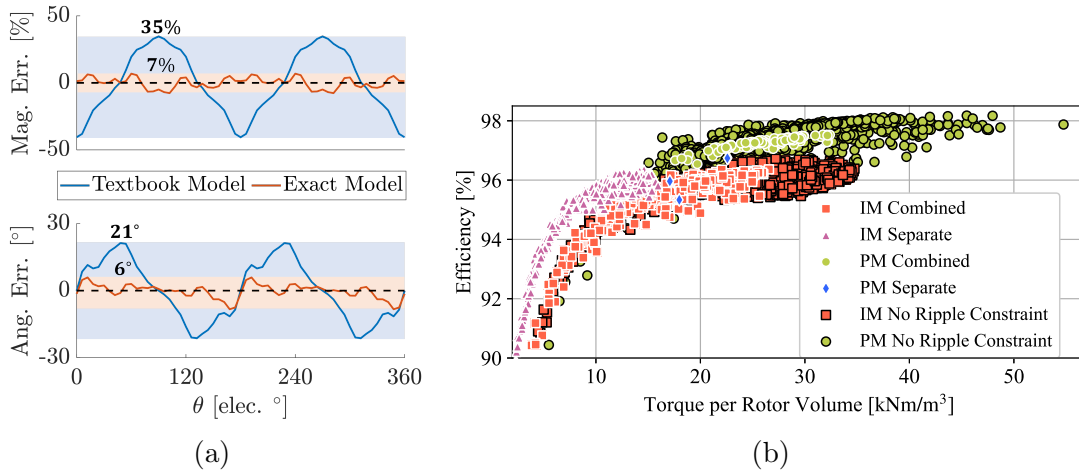 (a)
50
0
-50
Mag. Err. [%]
35%
7%
Textbook Model
Exact Model
30
0
-30
Ang. Err. [°]
21°
6°
0
120
240
360
θ [elec. °]
(b)
98
96
94
92
90
Efficiency [%]
10
20
30
40
50
Torque per Rotor Volume [kNm/m³]
IM Combined
IM Separate
PM Combined
PM Separate
IM No Ripple Constraint
PM No Ripple Constraint